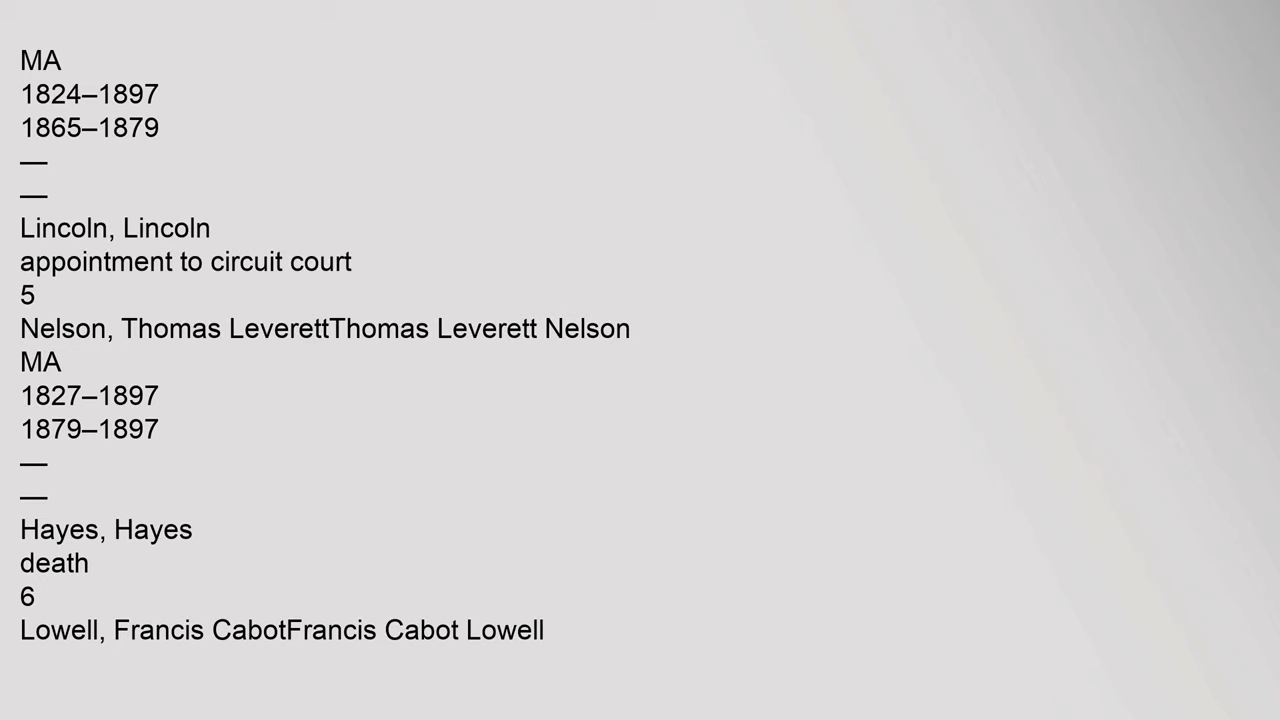 MA
1824–1897
1865–1879
—
—
Lincoln, Lincoln
appointment to circuit court
5
Nelson, Thomas LeverettThomas Leverett Nelson
MA
1827–1897
1879–1897
—
—
Hayes, Hayes
death
6
Lowell, Francis CabotFrancis Cabot Lowell